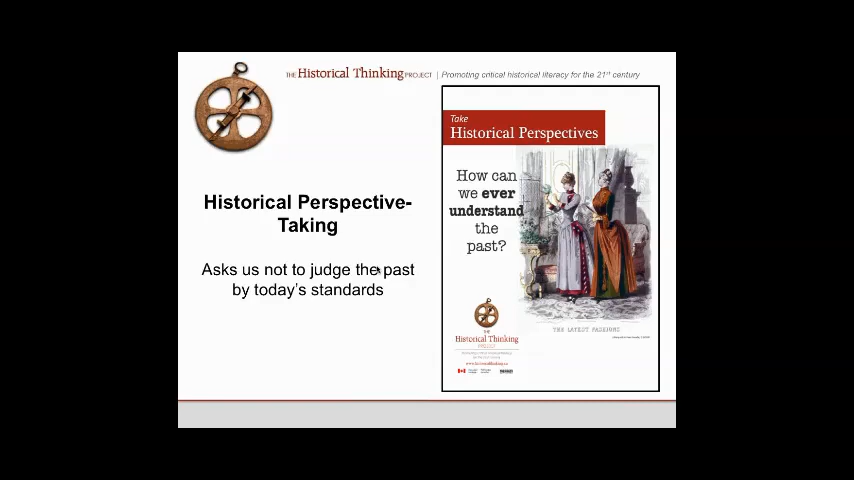 THE Historical Thinking PROJECT | Promoting critical historical literacy for the 21st century
Historical Perspective-
Taking
Asks us not to judge the past
by today's standards
Take
Historical Perspectives
How can
we ever
understand
the
past?
THE LATEST FASHIONS
THE
Historical Thinking
PROJECT